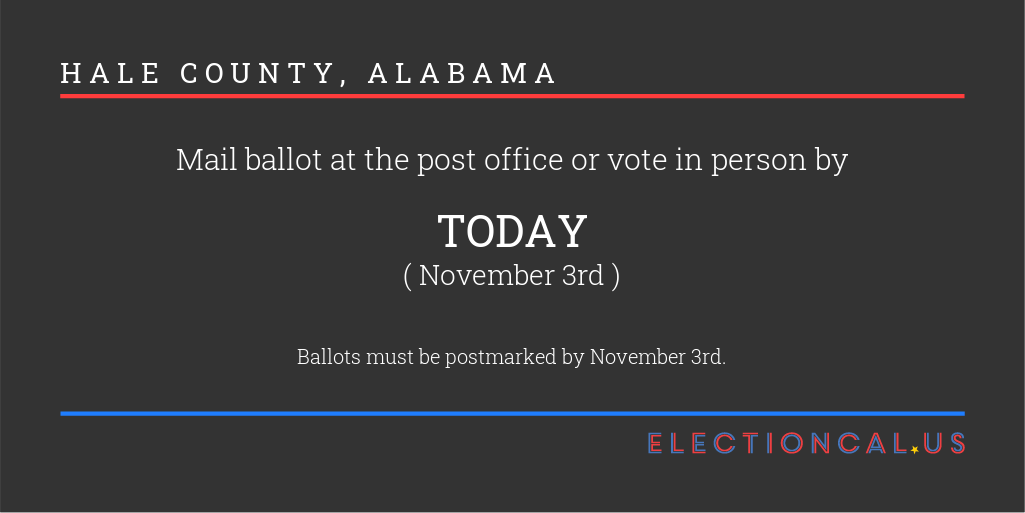 HALE COUNTY, ALABAMA
Mail ballot at the post office or vote in person by
TODAY
( November 3rd )
Ballots must be postmarked by November 3rd.
ELECTIONCAL.US